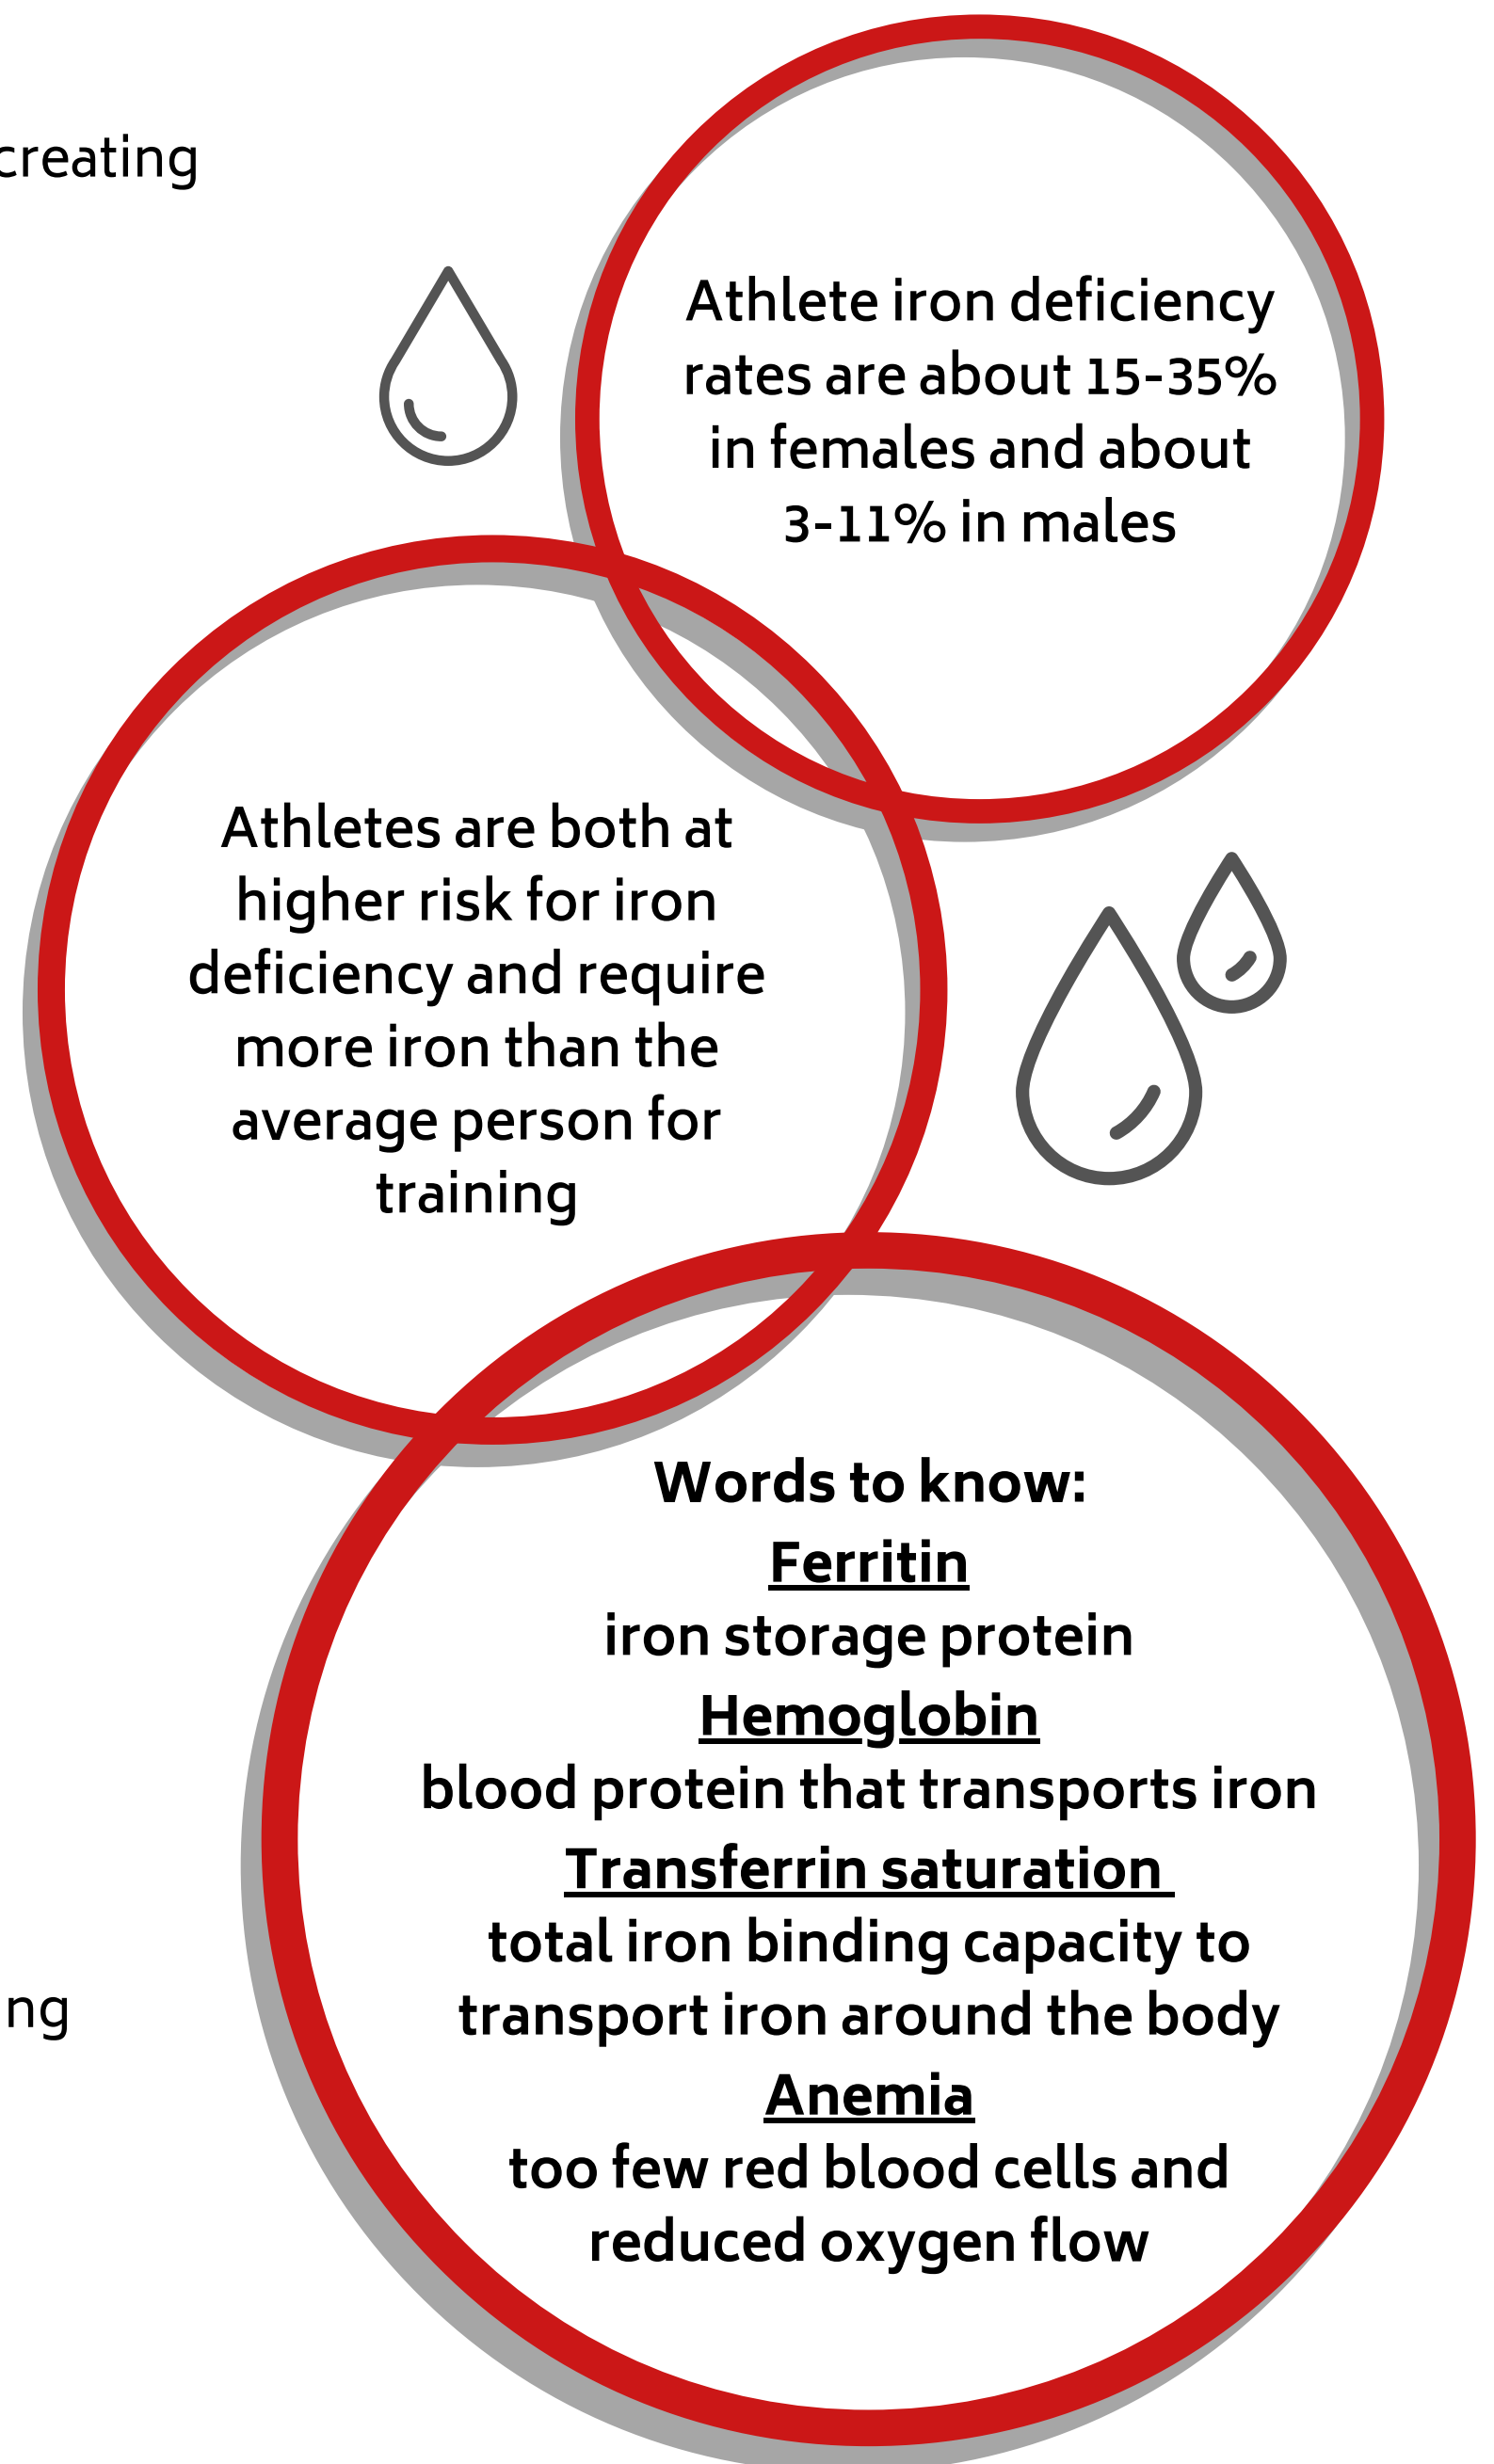 creating
Athlete iron deficiency
rates are about 15-35%
in females and about
3-11% in males
Athletes are both at
higher risk for iron
deficiency and require
more iron than the
average person for
training
Words to know:
Ferritin
iron storage protein
Hemoglobin
blood protein that transports iron
Transferrin saturation
total iron binding capacity to
transport iron around the body
ng
Anemia
too few red blood cells and
reduced oxygen flow